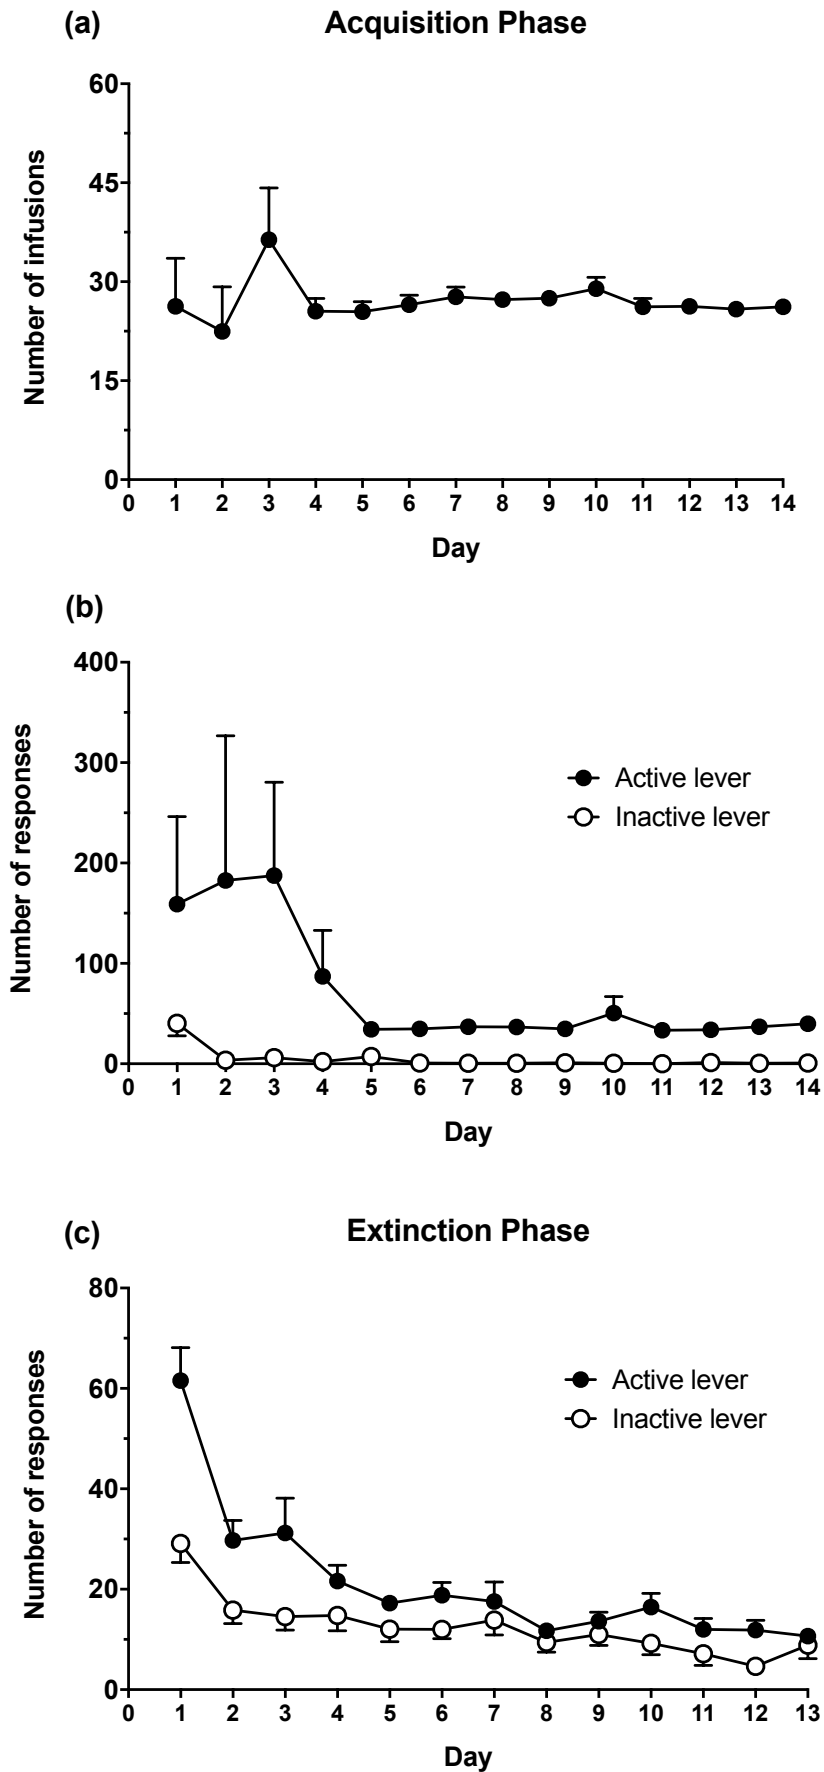 (a) Acquisition Phase
60
45
30
15
0
Number of infusions
0 1 2 3 4 5 6 7 8 9 10 11 12 13 14
Day
(b)
400
300
200
100
0
Number of responses
Active lever
Inactive lever
0 1 2 3 4 5 6 7 8 9 10 11 12 13 14
Day
(c) Extinction Phase
80
60
40
20
0
Number of responses
Active lever
Inactive lever
0 1 2 3 4 5 6 7 8 9 10 11 12 13
Day